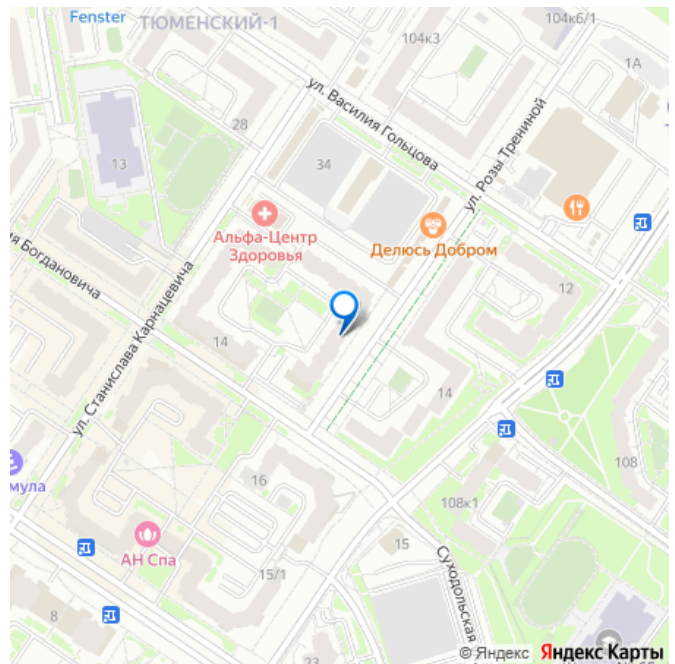 Fenster
ТЮМЕНСКИЙ-1
104к3
104к6/1
1А
ул. Василия Гольцова
28
34
13
ул. Розы Трениной
Альфа-Центр
Здоровья
Делюсь Добром
ия Богдановича
ул. Станислава Карнацевича
14
12
14
16
108
108к1
мула
АН Спа
15
15/1
Суходольская
8
23
© Яндекс Яндекс Карты